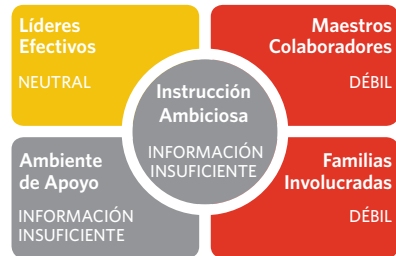 Líderes
Efectivos
NEUTRAL
Maestros
Colaboradores
DÉBIL
Instrucción
Ambiciosa
INFORMACIÓN
INSUFICIENTE
Ambiente
de Apoyo
INFORMACIÓN
INSUFICIENTE
Familias
Involucradas
DÉBIL